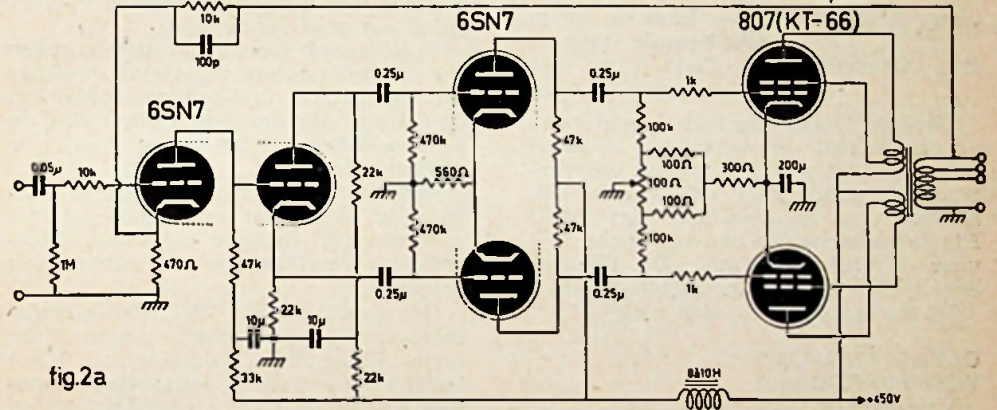 10k
100p
6SN7
807(KT-66)
6SN7
0.25µ
0.25µ
1k
0.05µ
10k
470k
22k
47k
100k
100Ω
100Ω
100Ω
300Ω
200µ
560Ω
470k
47k
100k
1M
470Ω
47k
0.25µ
0.25µ
1k
22k
10µ
10µ
33k
22k
8à10H
+450V
fig.2a